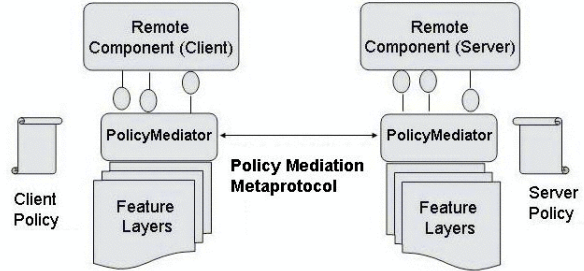 Remote
Component (Client)
Remote
Component (Server)
PolicyMediator
PolicyMediator
Policy Mediation
Metaprotocol
Client
Policy
Feature
Layers
Feature
Layers
Server
Policy